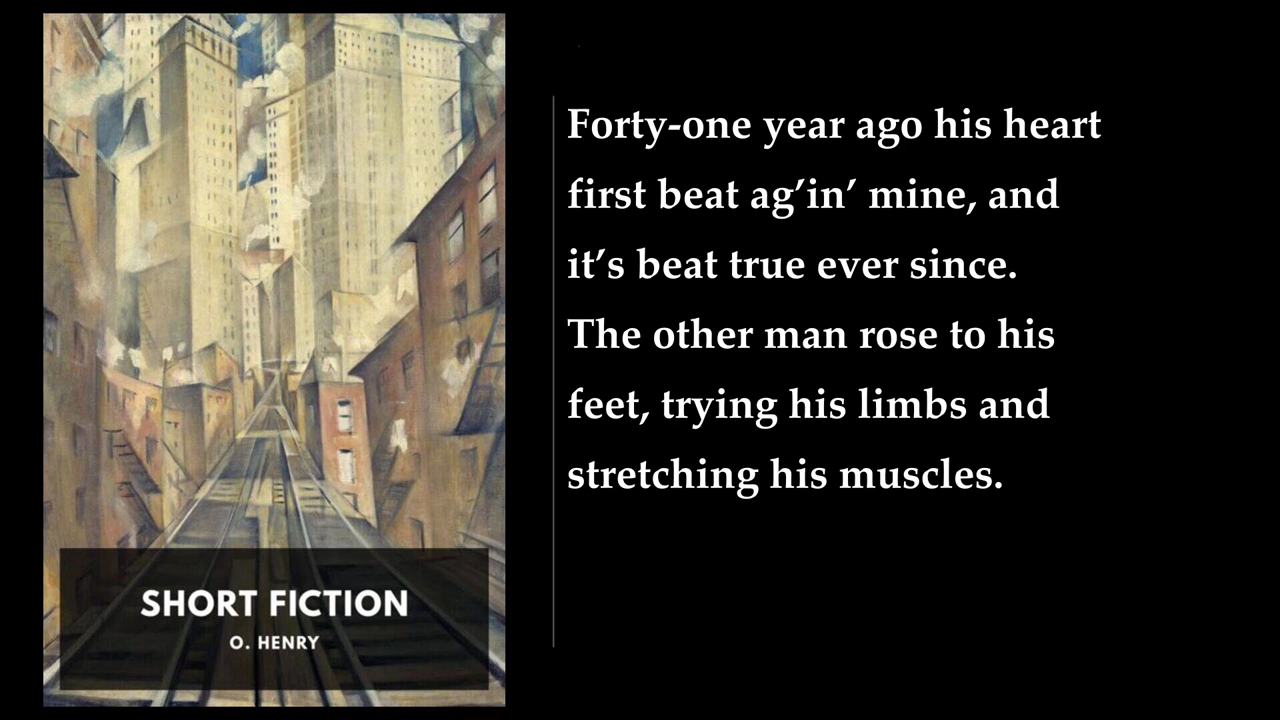 SHORT FICTION
O. HENRY
Forty-one year ago his heart
first beat ag’in’ mine, and
it’s beat true ever since.
The other man rose to his
feet, trying his limbs and
stretching his muscles.